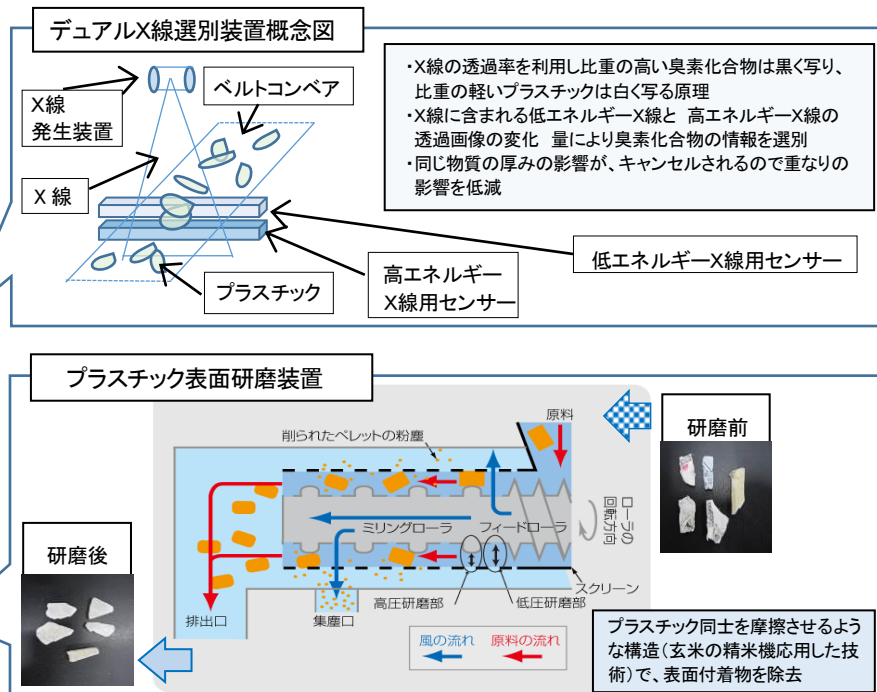 デュアルX線選別装置概念図
X線
発生装置
ベルトコンベア
X 線
プラスチック
高エネルギー
X線用センサー
低エネルギーX線用センサー
・X線の透過率を利用し比重の高い臭素化合物は黒く写り、
比重の軽いプラスチックは白く写る原理
・X線に含まれる低エネルギーX線と 高エネルギーX線の
透過画像の変化 量により臭素化合物の情報を選別
・同じ物質の厚みの影響が、キャンセルされるので重なりの
影響を低減
プラスチック表面研磨装置
原料
研磨前
削られたペレットの粉塵
ミリングローラ
フィードローラ
ローラの
回転方向
研磨後
スクリーン
高圧研磨部
低圧研磨部
排出口
集塵口
風の流れ
原料の流れ
プラスチック同士を摩擦させるよう
な構造(玄米の精米機応用した技
術)で、表面付着物を除去